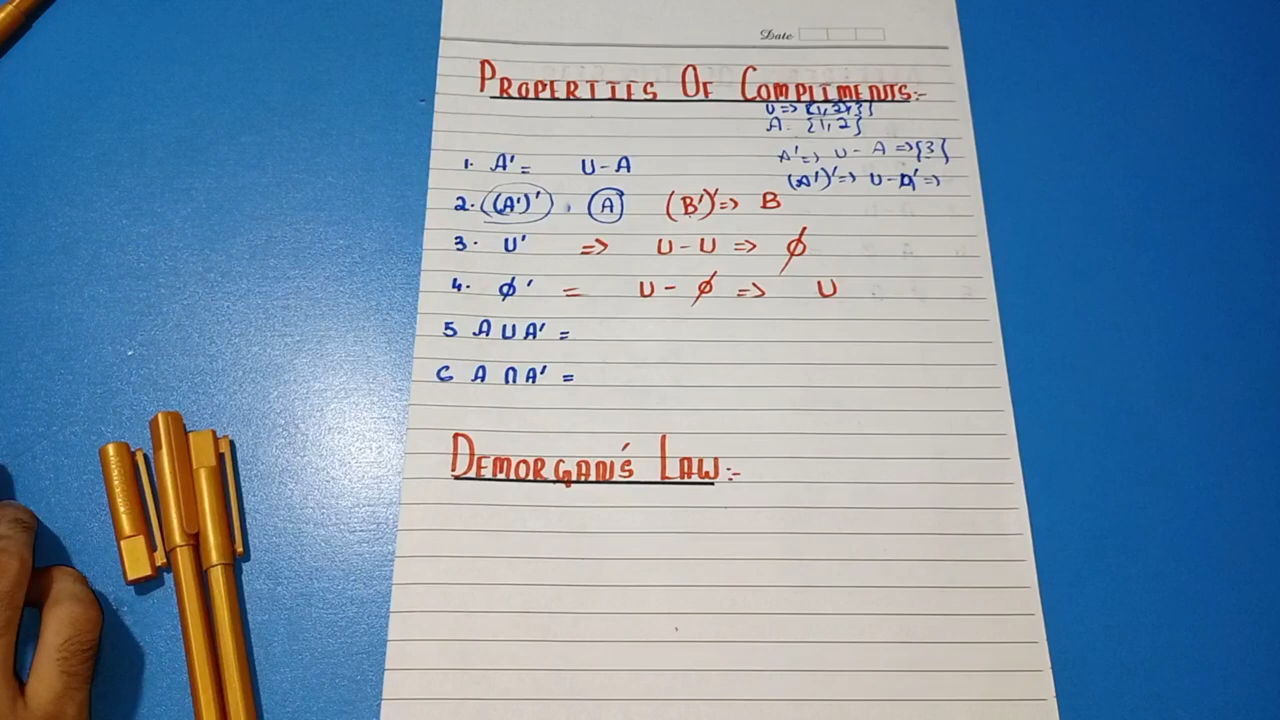 Date
PROPERTIES OF COMPLIMENTS:-
U => {1, 2, 3}
A = {1, 2}
A' => U - A => {3}
(A')' => U - A' =>
1. A' = U - A
2. (A')' = A (B')' => B
3. U' => U - U => ϕ
4. ϕ' = U - ϕ => U
5 A U A' =
6 A ∩ A' =
DEMORGAN'S LAW:-